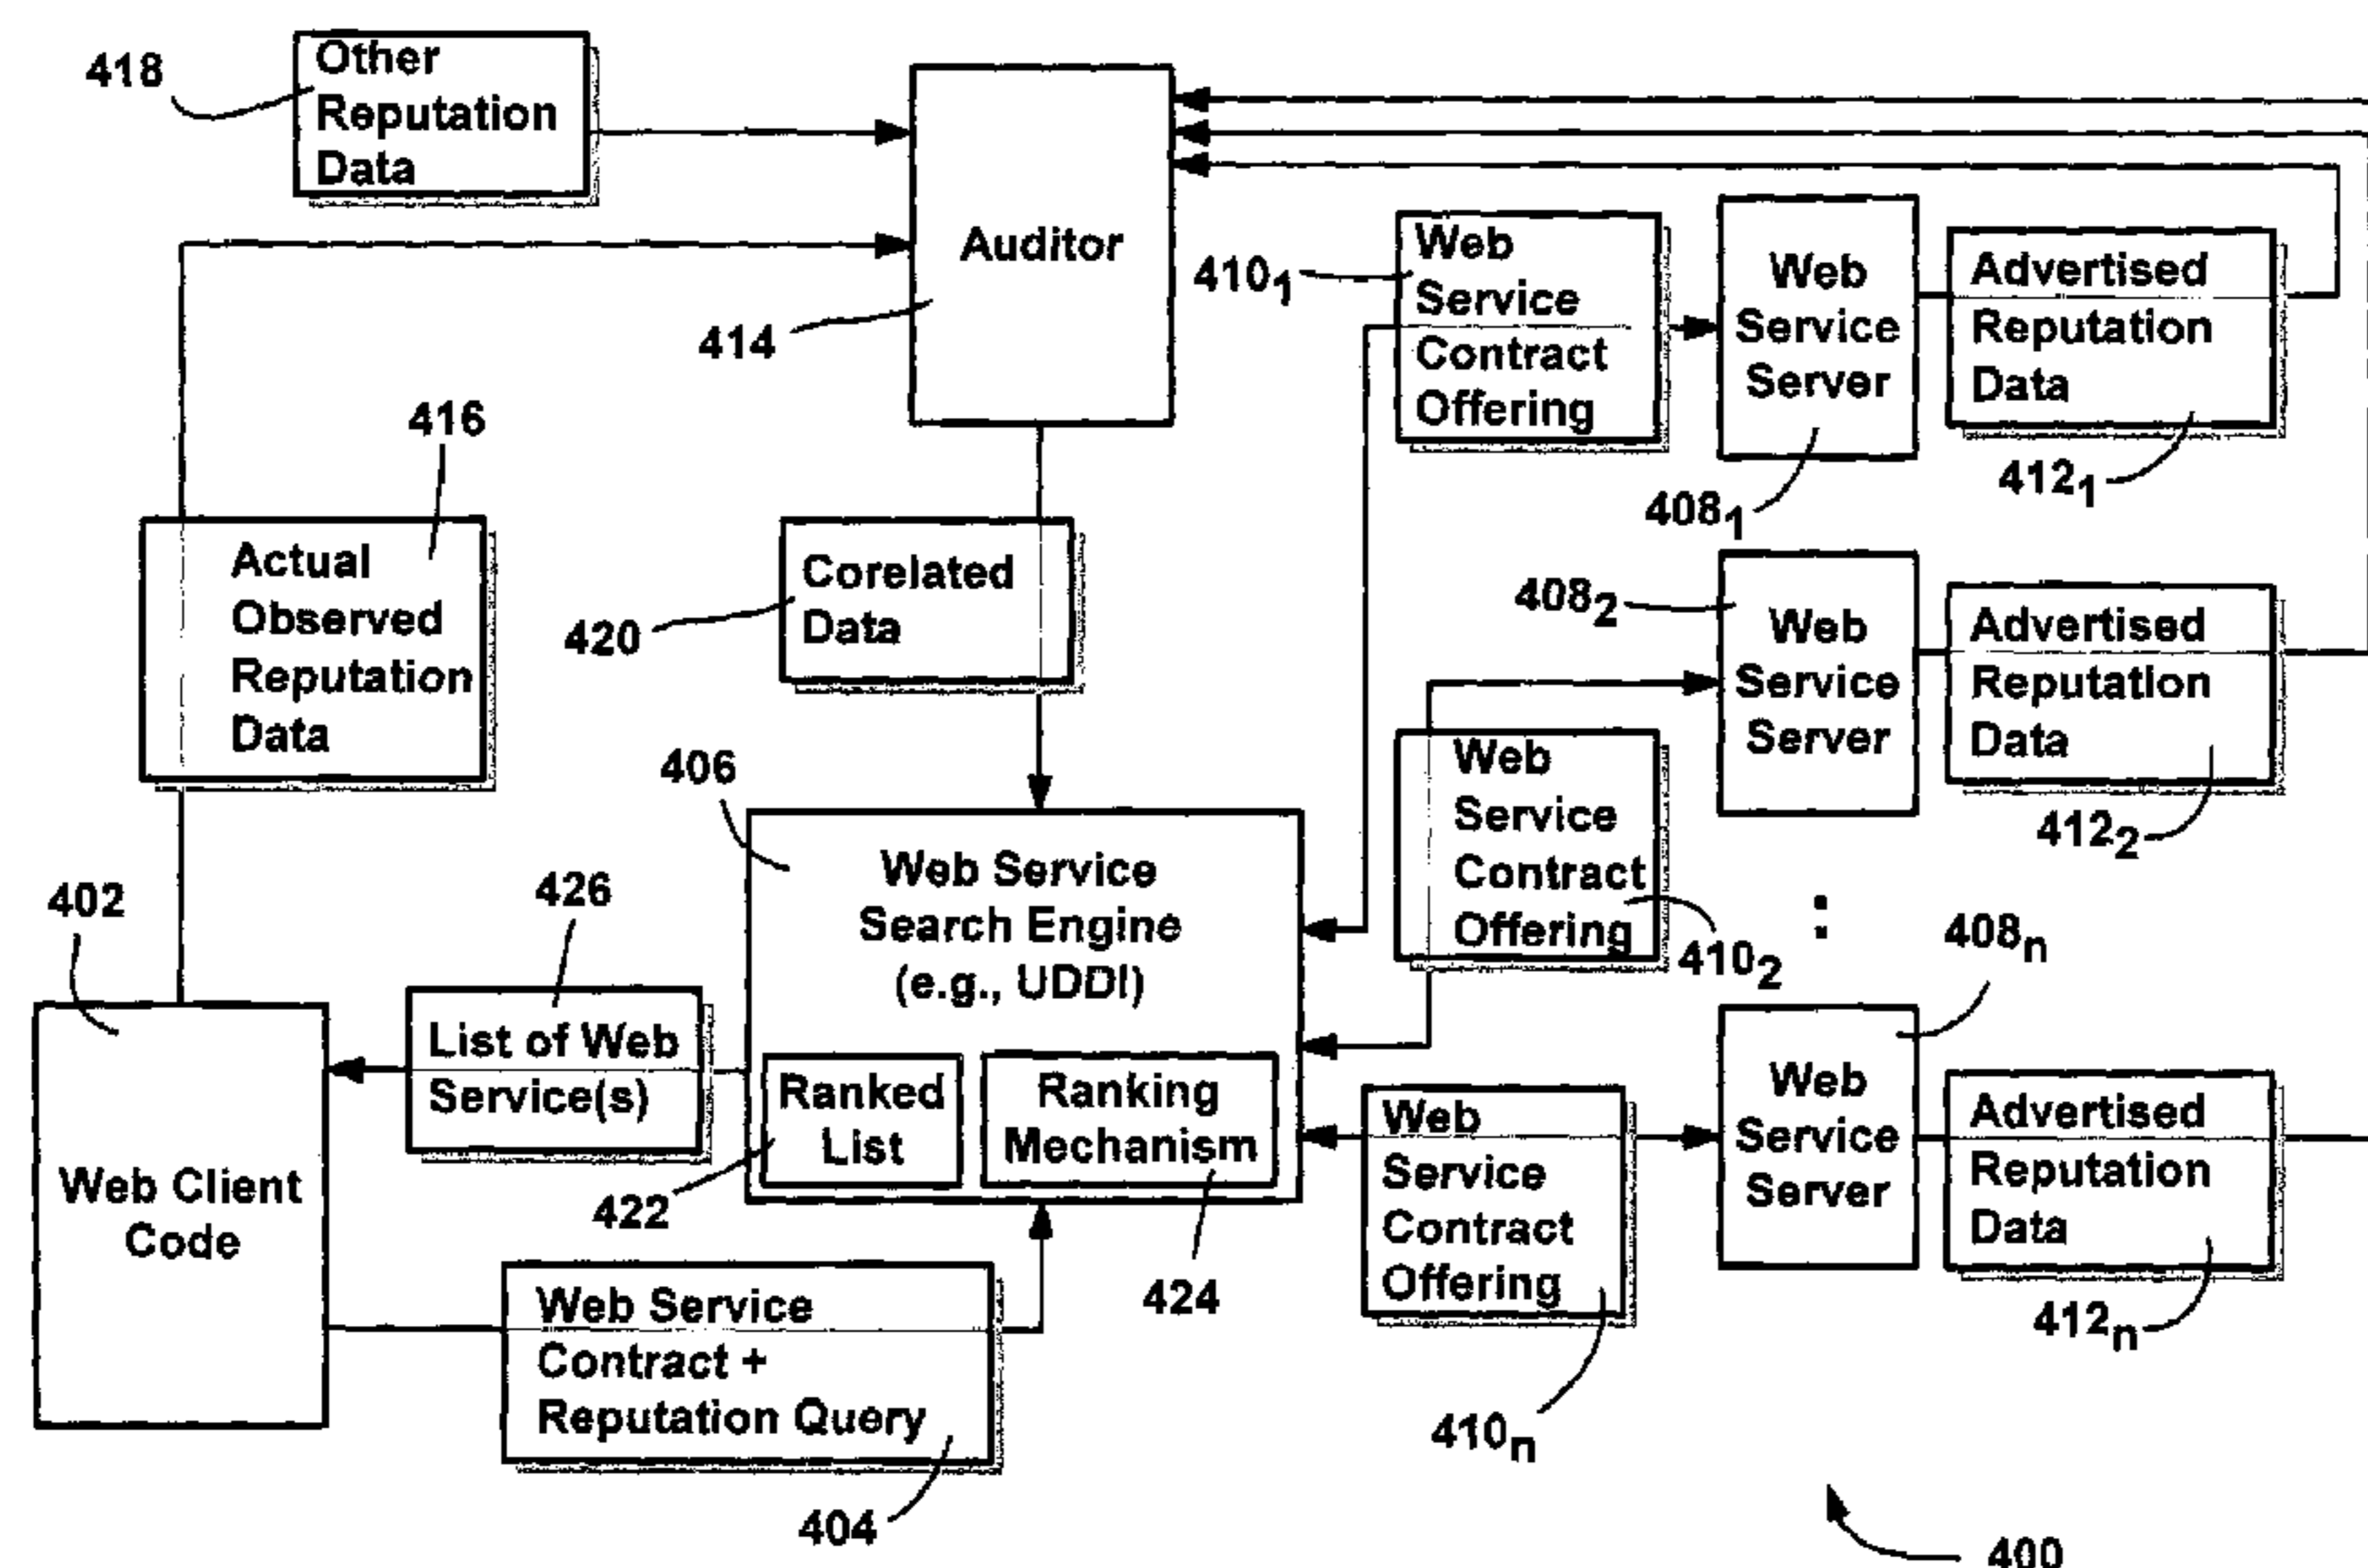 418
Other
Reputation
Data
Auditor
414
416
Actual
Observed
Reputation
Data
Corelated
Data
420
410₁
Web
Service
Contract
Offering
Web
Service
Server
408₁
Advertised
Reputation
Data
412₁
408₂
Web
Service
Server
Advertised
Reputation
Data
412₂
Web
Service
Contract
Offering
410₂
:
406
Web Service
Search Engine
(e.g., UDDI)
Ranked
List
Ranking
Mechanism
422
424
402
Web Client
Code
426
List of Web
Service(s)
Web Service
Contract +
Reputation Query
404
Web
Service
Contract
Offering
410ₙ
408ₙ
Web
Service
Server
Advertised
Reputation
Data
412ₙ
400